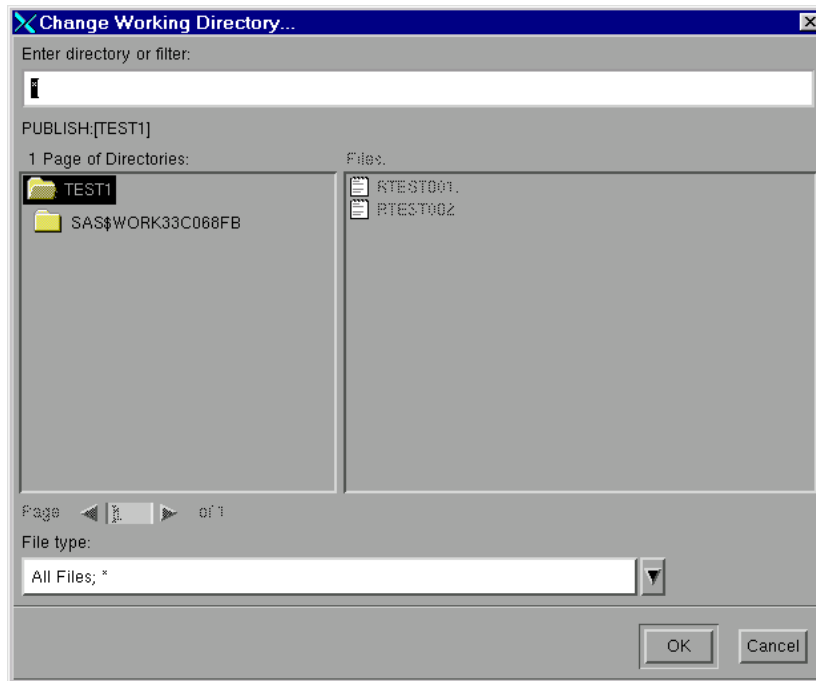 Change Working Directory...
Enter directory or filter:
*
PUBLISH:[TEST1]
1 Page of Directories:
Files:
TEST1
SAS$WORK33C068FB
RTEST001.
RTEST002
Page 1 of 1
File type:
All Files; *
OK
Cancel